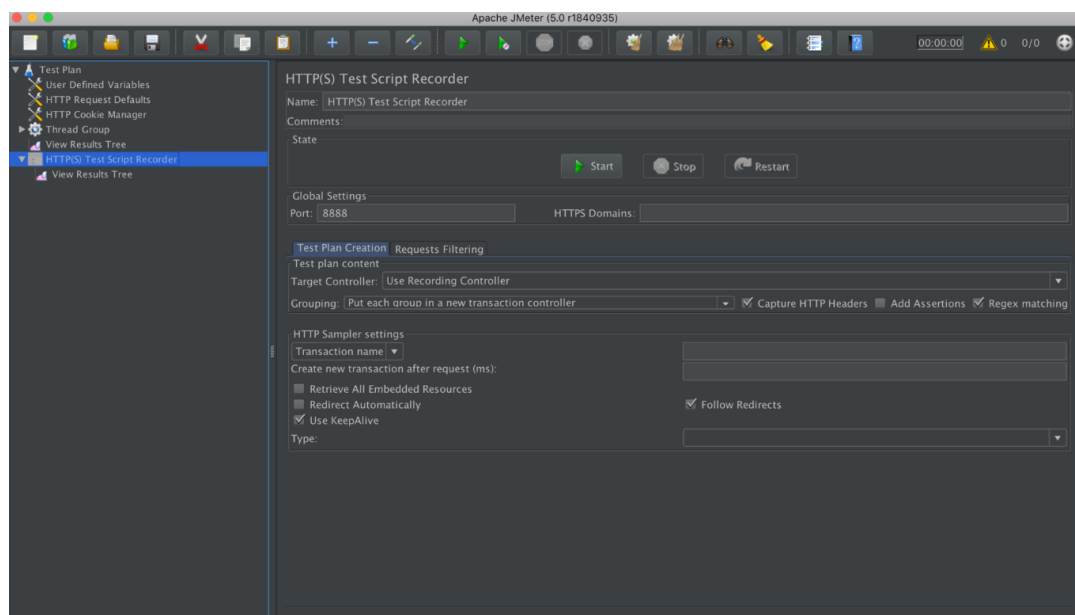 Apache JMeter (5.0 r1840935)
00:00:00 0 0/0
Test Plan
User Defined Variables
HTTP Request Defaults
HTTP Cookie Manager
Thread Group
View Results Tree
HTTP(S) Test Script Recorder
View Results Tree
HTTP(S) Test Script Recorder
Name: HTTP(S) Test Script Recorder
Comments:
State
Start Stop Restart
Global Settings
Port: 8888 HTTPS Domains:
Test Plan Creation Requests Filtering
Test plan content
Target Controller: Use Recording Controller
Grouping: Put each group in a new transaction controller Capture HTTP Headers Add Assertions Regex matching
HTTP Sampler settings
Transaction name
Create new transaction after request (ms):
Retrieve All Embedded Resources
Redirect Automatically Follow Redirects
Use KeepAlive
Type: